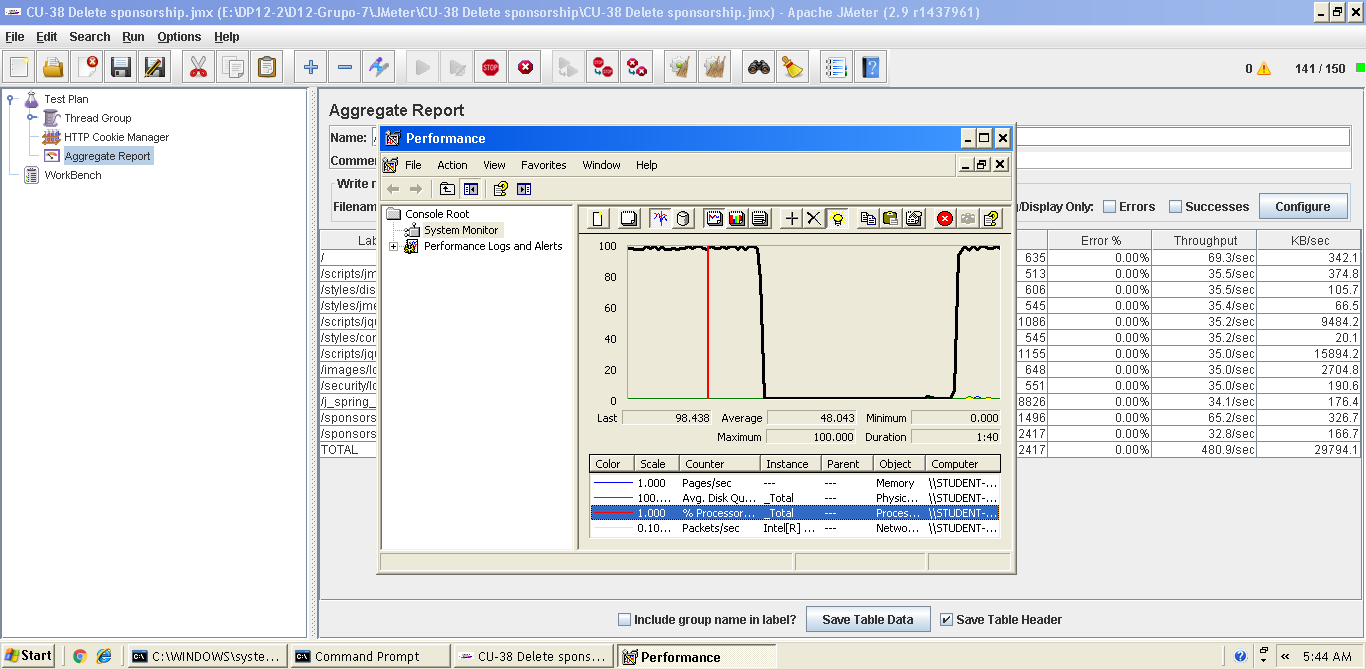 CU-38 Delete sponsorship.jmx (E:\DP12-2\D12-Grupo-7\JMeter\CU-38 Delete sponsorship\CU-38 Delete sponsorship.jmx) - Apache JMeter (2.9 r1437961)
File Edit Search Run Options Help
STOP STOP
0 141 / 150
Test Plan
Thread Group
HTTP Cookie Manager
Aggregate Report
WorkBench
Aggregate Report
Name:
Comme
Write r
Filenam
/Display Only: Errors Successes Configure
Performance
File Action View Favorites Window Help
Console Root
System Monitor
Performance Logs and Alerts
100
80
60
40
20
0
Last 98.438 Average 48.043 Minimum 0.000
Maximum 100.000 Duration 1:40
Color Scale Counter Instance Parent Object Computer
1.000 Pages/sec --- --- Memory \\STUDENT-...
100.... Avg. Disk Qu... _Total --- Physic... \\STUDENT-...
1.000 % Processor... _Total --- Proces... \\STUDENT-...
0.10... Packets/sec Intel[R] ... --- Netwo... \\STUDENT-...
Lab Error % Throughput KB/sec
/ 635 0.00% 69.3/sec 342.1
/scripts/jm 513 0.00% 35.5/sec 374.8
/styles/dis 606 0.00% 35.5/sec 105.7
/styles/jme 545 0.00% 35.4/sec 66.5
/scripts/jqu 1086 0.00% 35.2/sec 9484.2
/styles/cor 545 0.00% 35.2/sec 20.1
/scripts/jqu 1155 0.00% 35.0/sec 15894.2
/images/lo 648 0.00% 35.0/sec 2704.8
/security/lo 551 0.00% 35.0/sec 190.6
/j_spring_ 8826 0.00% 34.1/sec 176.4
/sponsors 1496 0.00% 65.2/sec 326.7
/sponsors 2417 0.00% 32.8/sec 166.7
TOTAL 2417 0.00% 480.9/sec 29794.1
Include group name in label? Save Table Data Save Table Header
Start C:\WINDOWS\syste... Command Prompt CU-38 Delete spons... Performance 5:44 AM